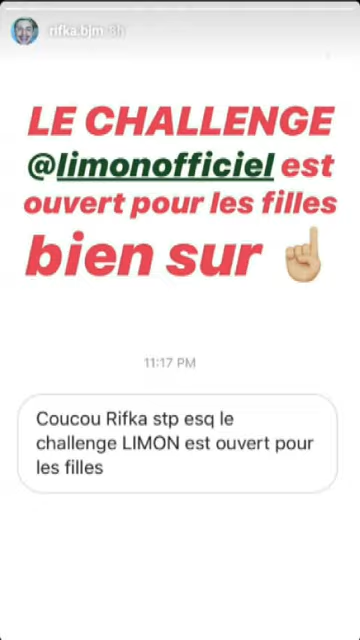 rifka.bjm 8h
LE CHALLENGE
@limonofficiel est
ouvert pour les filles
bien sur ☝🏼
11:17 PM
Coucou Rifka stp esq le
challenge LIMON est ouvert pour
les filles